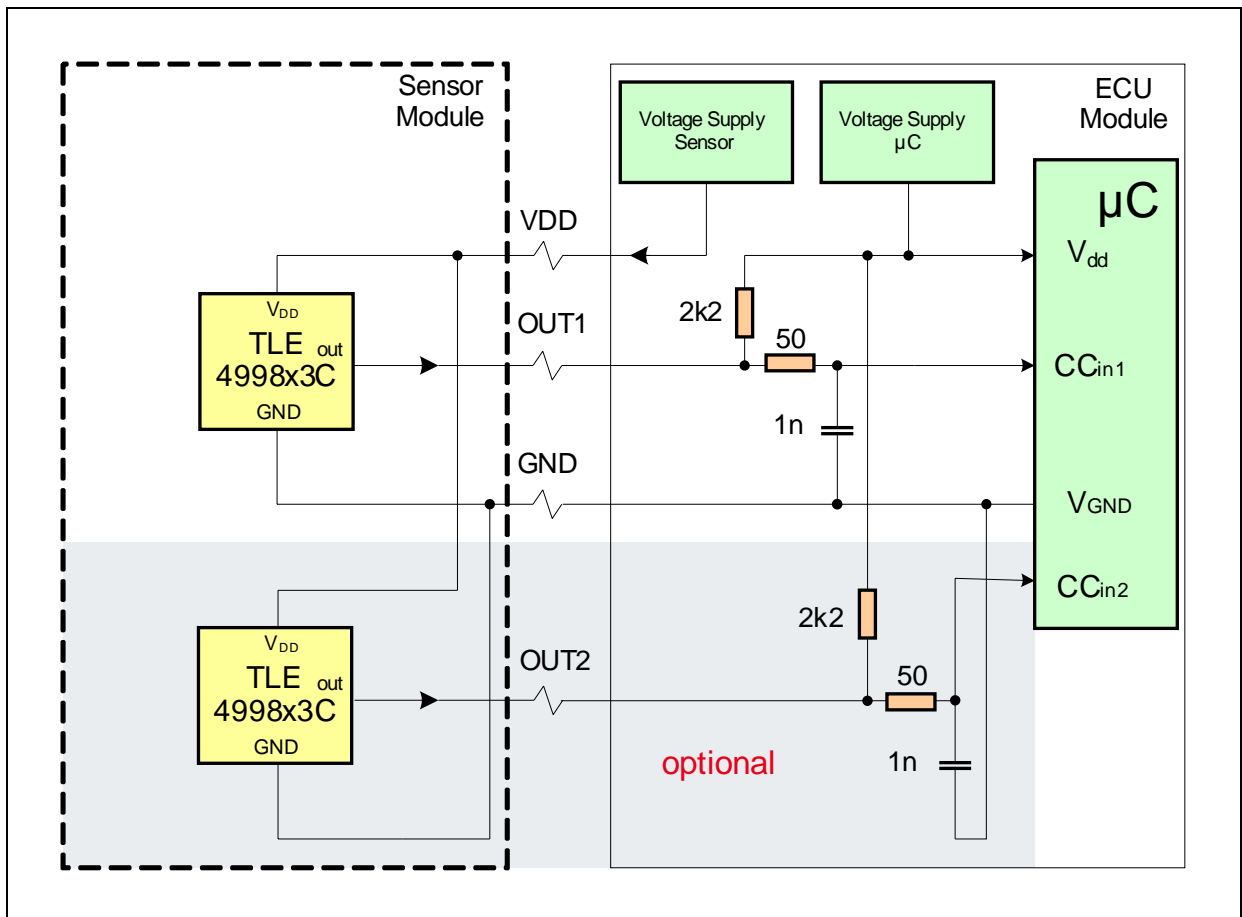 Sensor
Module
Voltage Supply
Sensor
Voltage Supply
µC
ECU
Module
µC
VDD
Vdd
VDD
TLE out
4998x3C
GND
2k2
OUT1
50
CCin1
1n
GND
VGND
CCin2
2k2
VDD
TLE out
4998x3C
GND
OUT2
50
optional
1n